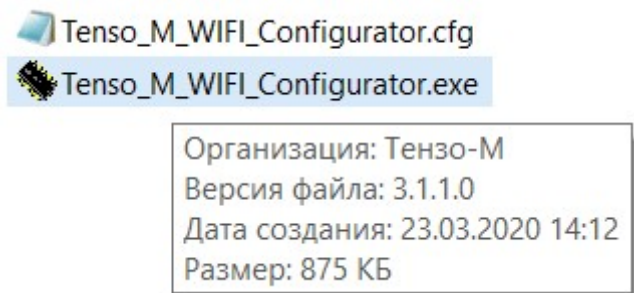 Tenso_M_WIFI_Configurator.cfg
Tenso_M_WIFI_Configurator.exe
Организация: Тензо-М
Версия файла: 3.1.1.0
Дата создания: 23.03.2020 14:12
Размер: 875 КБ